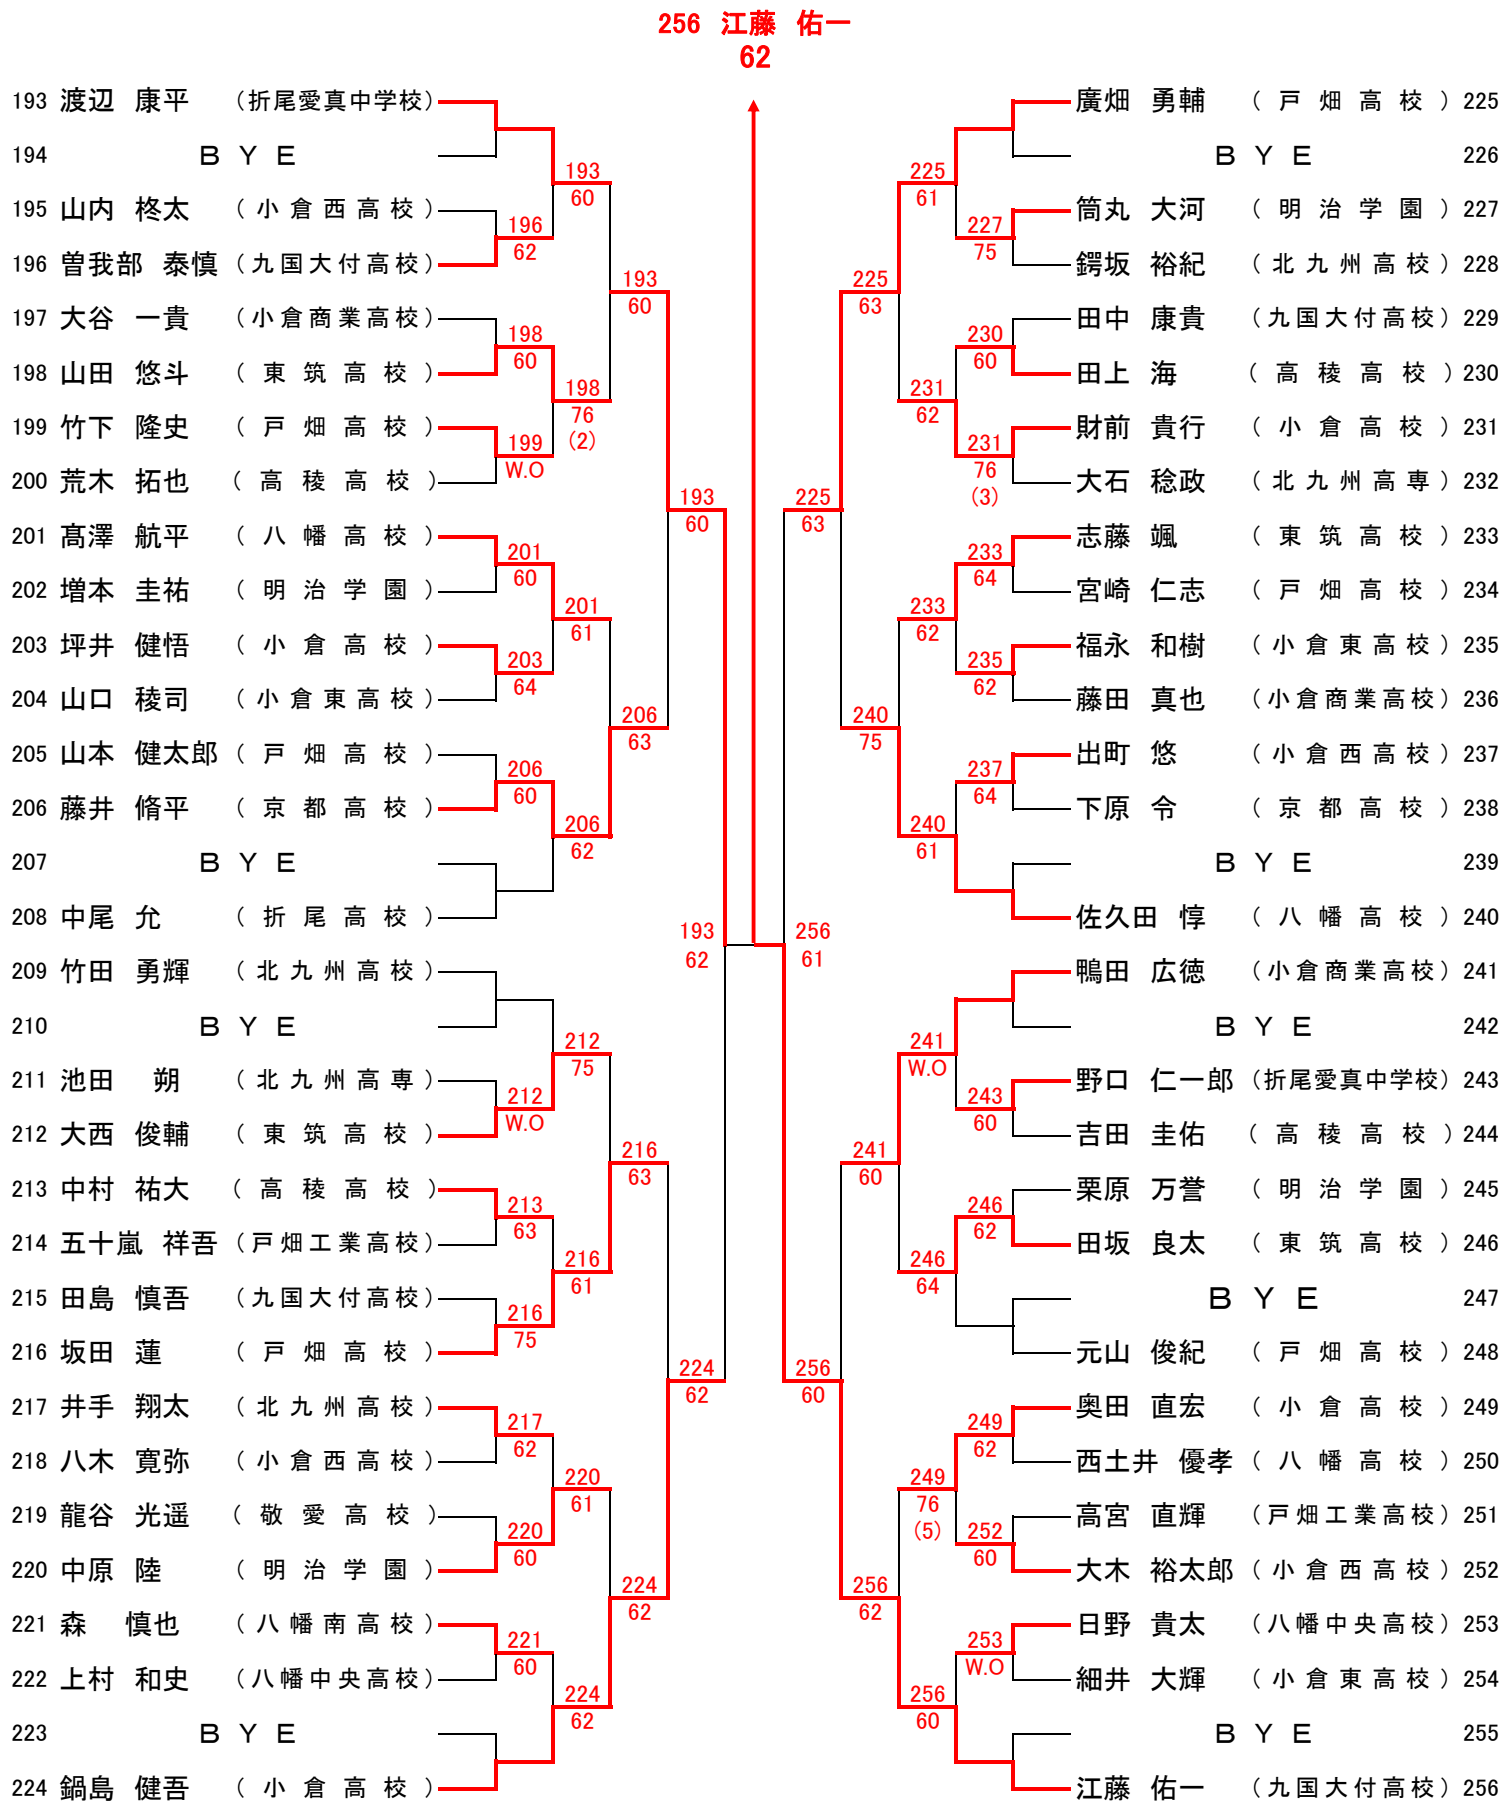 256 江藤 佑一
62
193 渡辺 康平 (折尾愛真中学校)
194 ＢＹＥ
193
60
195 山内 柊太 (小倉西高校)
196
62
196 曽我部 泰慎 (九国大付高校)
193
60
197 大谷 一貴 (小倉商業高校)
198
60
198 山田 悠斗 (東筑高校)
198
76
(2)
199 竹下 隆史 (戸畑高校)
199
W.O
200 荒木 拓也 (高稜高校)
193
60
201 髙澤 航平 (八幡高校)
201
60
202 増本 圭祐 (明治学園)
201
61
203 坪井 健悟 (小倉高校)
203
64
204 山口 稜司 (小倉東高校)
206
63
205 山本 健太郎 (戸畑高校)
206
60
206 藤井 脩平 (京都高校)
206
62
207 ＢＹＥ
208 中尾 允 (折尾高校)
193
62
209 竹田 勇輝 (北九州高校)
210 ＢＹＥ
212
75
211 池田 朔 (北九州高専)
212
W.O
212 大西 俊輔 (東筑高校)
216
63
213 中村 祐大 (高稜高校)
213
63
214 五十嵐 祥吾 (戸畑工業高校)
216
61
215 田島 慎吾 (九国大付高校)
216
75
216 坂田 蓮 (戸畑高校)
224
62
217 井手 翔太 (北九州高校)
217
62
218 八木 寛弥 (小倉西高校)
220
61
219 龍谷 光遥 (敬愛高校)
220
60
220 中原 陸 (明治学園)
224
62
221 森 慎也 (八幡南高校)
221
60
222 上村 和史 (八幡中央高校)
224
62
223 ＢＹＥ
224 鍋島 健吾 (小倉高校)
廣畑 勇輔 (戸畑高校) 225
ＢＹＥ 226
225
61
筒丸 大河 (明治学園) 227
227
75
鍔坂 裕紀 (北九州高校) 228
225
63
田中 康貴 (九国大付高校) 229
230
60
田上 海 (高稜高校) 230
231
62
財前 貴行 (小倉高校) 231
231
76
(3)
大石 稔政 (北九州高専) 232
225
63
志藤 颯 (東筑高校) 233
233
64
宮崎 仁志 (戸畑高校) 234
233
62
福永 和樹 (小倉東高校) 235
235
62
藤田 真也 (小倉商業高校) 236
240
75
出町 悠 (小倉西高校) 237
237
64
下原 令 (京都高校) 238
240
61
ＢＹＥ 239
佐久田 惇 (八幡高校) 240
256
61
鴨田 広徳 (小倉商業高校) 241
ＢＹＥ 242
241
W.O
野口 仁一郎 (折尾愛真中学校) 243
243
60
吉田 圭佑 (高稜高校) 244
241
60
栗原 万誉 (明治学園) 245
246
62
田坂 良太 (東筑高校) 246
246
64
ＢＹＥ 247
元山 俊紀 (戸畑高校) 248
256
60
奥田 直宏 (小倉高校) 249
249
62
西土井 優孝 (八幡高校) 250
249
76
(5)
高宮 直輝 (戸畑工業高校) 251
252
60
大木 裕太郎 (小倉西高校) 252
256
62
日野 貴太 (八幡中央高校) 253
253
W.O
細井 大輝 (小倉東高校) 254
256
60
ＢＹＥ 255
江藤 佑一 (九国大付高校) 256